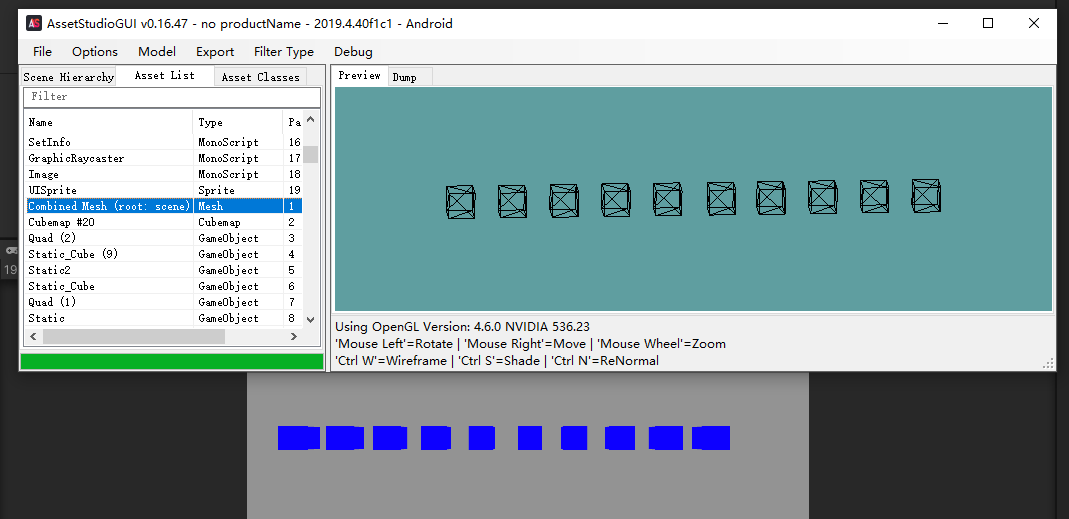 AS AssetStudioGUI v0.16.47 - no productName - 2019.4.40f1c1 - Android
File Options Model Export Filter Type Debug
Scene Hierarchy Asset List Asset Classes
Filter
Name Type Pa
SetInfo MonoScript 16
GraphicRaycaster MonoScript 17
Image MonoScript 18
UISprite Sprite 19
Combined Mesh (root: scene) Mesh 1
Cubemap #20 Cubemap 2
Quad (2) GameObject 3
Static_Cube (9) GameObject 4
Static2 GameObject 5
Static_Cube GameObject 6
Quad (1) GameObject 7
Static GameObject 8
Preview Dump
Using OpenGL Version: 4.6.0 NVIDIA 536.23
'Mouse Left'=Rotate | 'Mouse Right'=Move | 'Mouse Wheel'=Zoom
'Ctrl W'=Wireframe | 'Ctrl S'=Shade | 'Ctrl N'=ReNormal
19